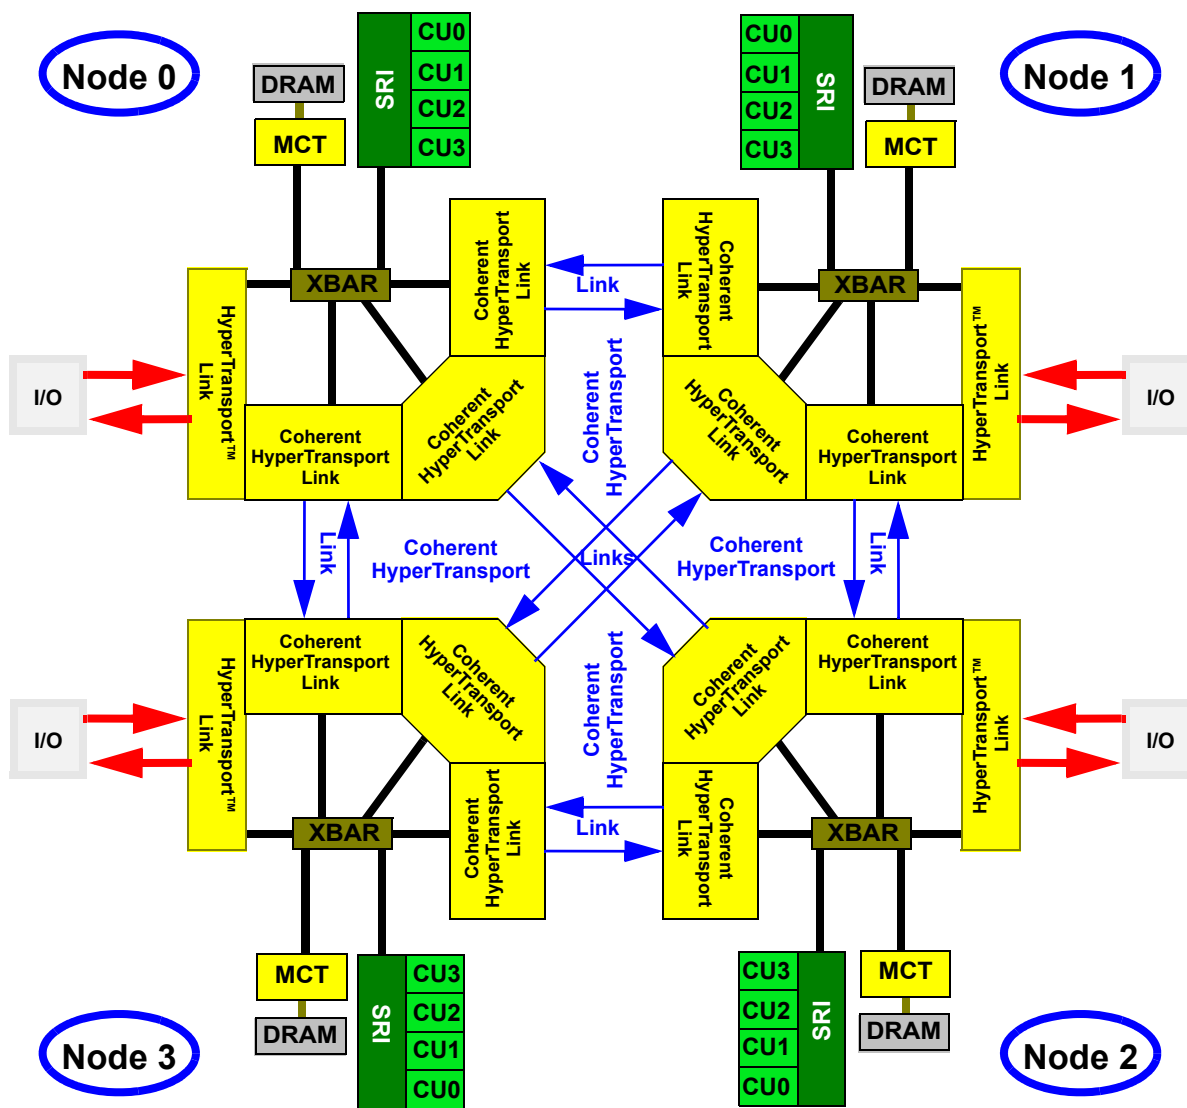 Node 0
DRAM
MCT
SRI
CU0
CU1
CU2
CU3
CU0
CU1
CU2
CU3
SRI
DRAM
MCT
Node 1
XBAR
Coherent
HyperTransport
Link
Link
Coherent
HyperTransport
Link
XBAR
HyperTransport™
Link
I/O
Coherent
HyperTransport
Link
Coherent
HyperTransport
Link
Coherent
HyperTransport
Coherent
HyperTransport
Link
Coherent
HyperTransport
Link
HyperTransport™
Link
I/O
Link
Coherent
HyperTransport
Links
Coherent
HyperTransport
Link
HyperTransport™
Link
I/O
Coherent
HyperTransport
Link
Coherent
HyperTransport
Link
Coherent
HyperTransport
Coherent
HyperTransport
Link
Coherent
HyperTransport
Link
HyperTransport™
Link
I/O
XBAR
Coherent
HyperTransport
Link
Link
Coherent
HyperTransport
Link
XBAR
MCT
DRAM
SRI
CU3
CU2
CU1
CU0
Node 3
CU3
CU2
CU1
CU0
SRI
MCT
DRAM
Node 2